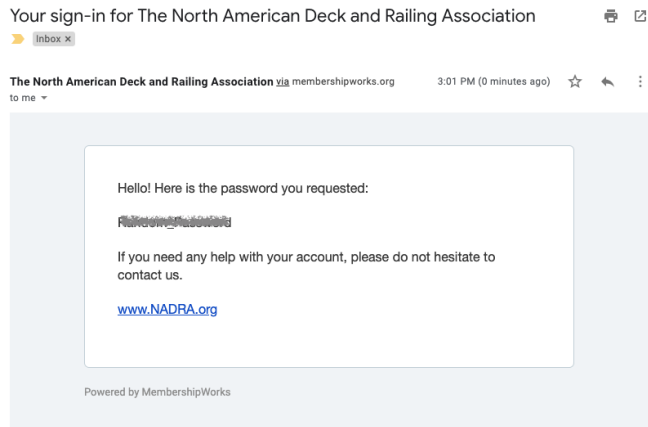 Your sign-in for The North American Deck and Railing Association
Inbox ×
The North American Deck and Railing Association via membershipworks.org 3:01 PM (0 minutes ago)
to me
Hello! Here is the password you requested:
If you need any help with your account, please do not hesitate to
contact us.
www.NADRA.org
Powered by MembershipWorks